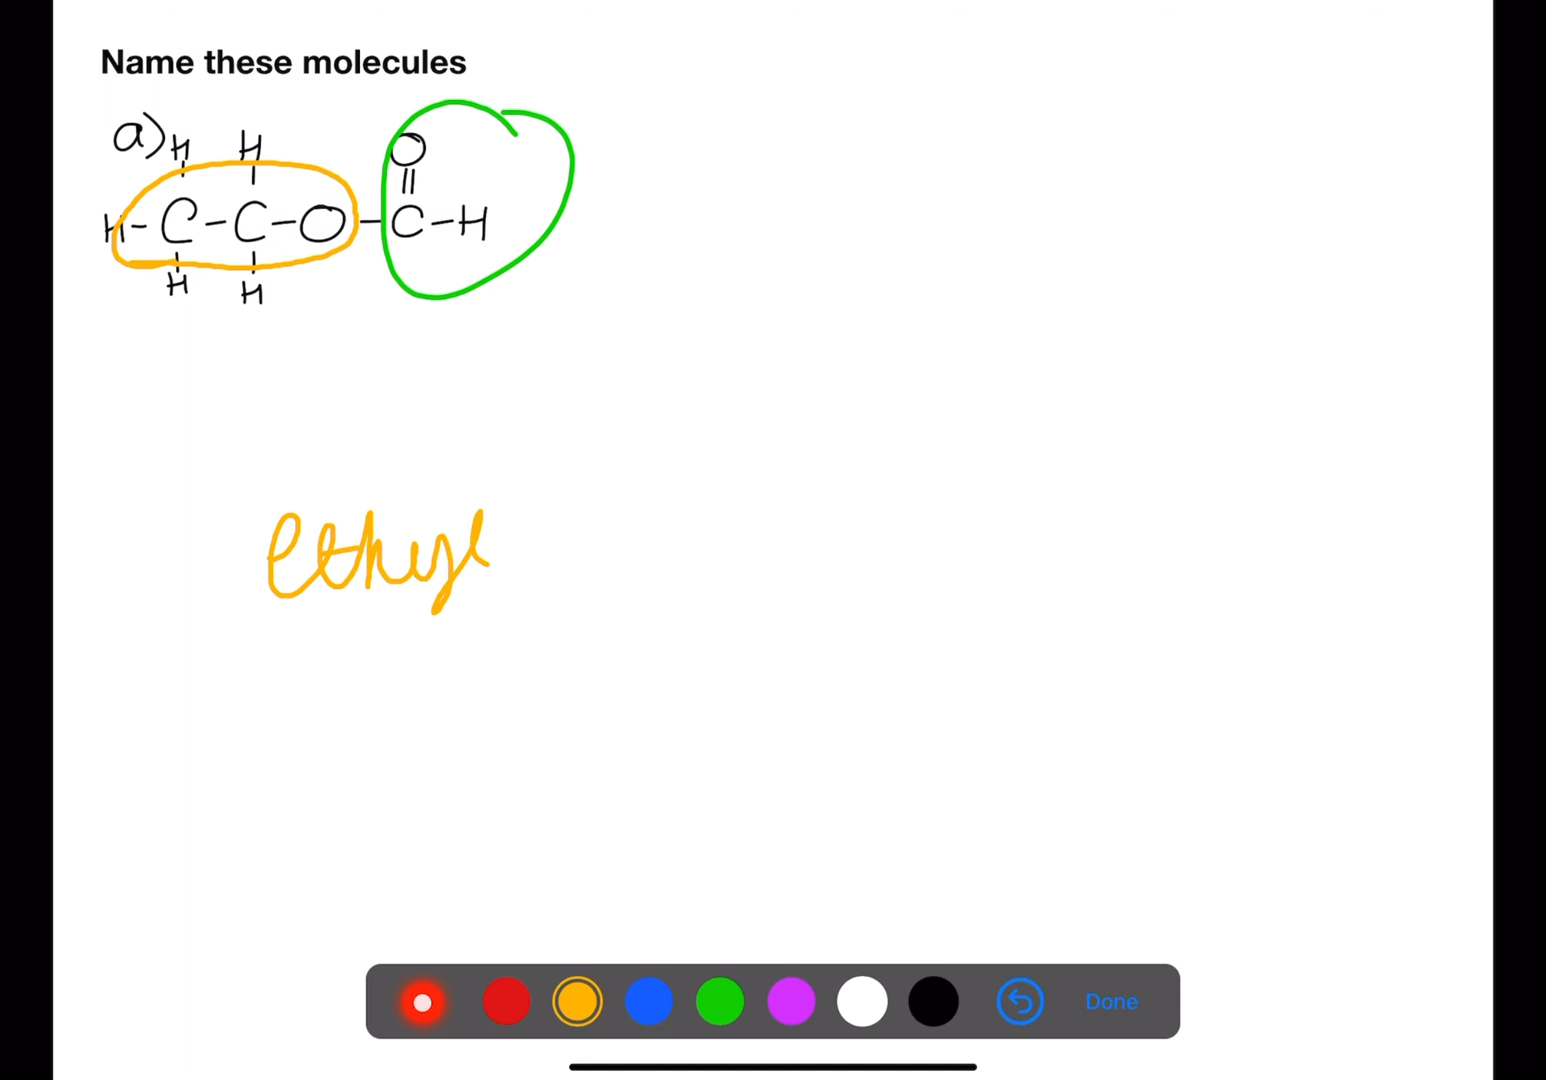 Name these molecules
a) H H O
H-C-C-O-C-H
H H
ethyl
Done